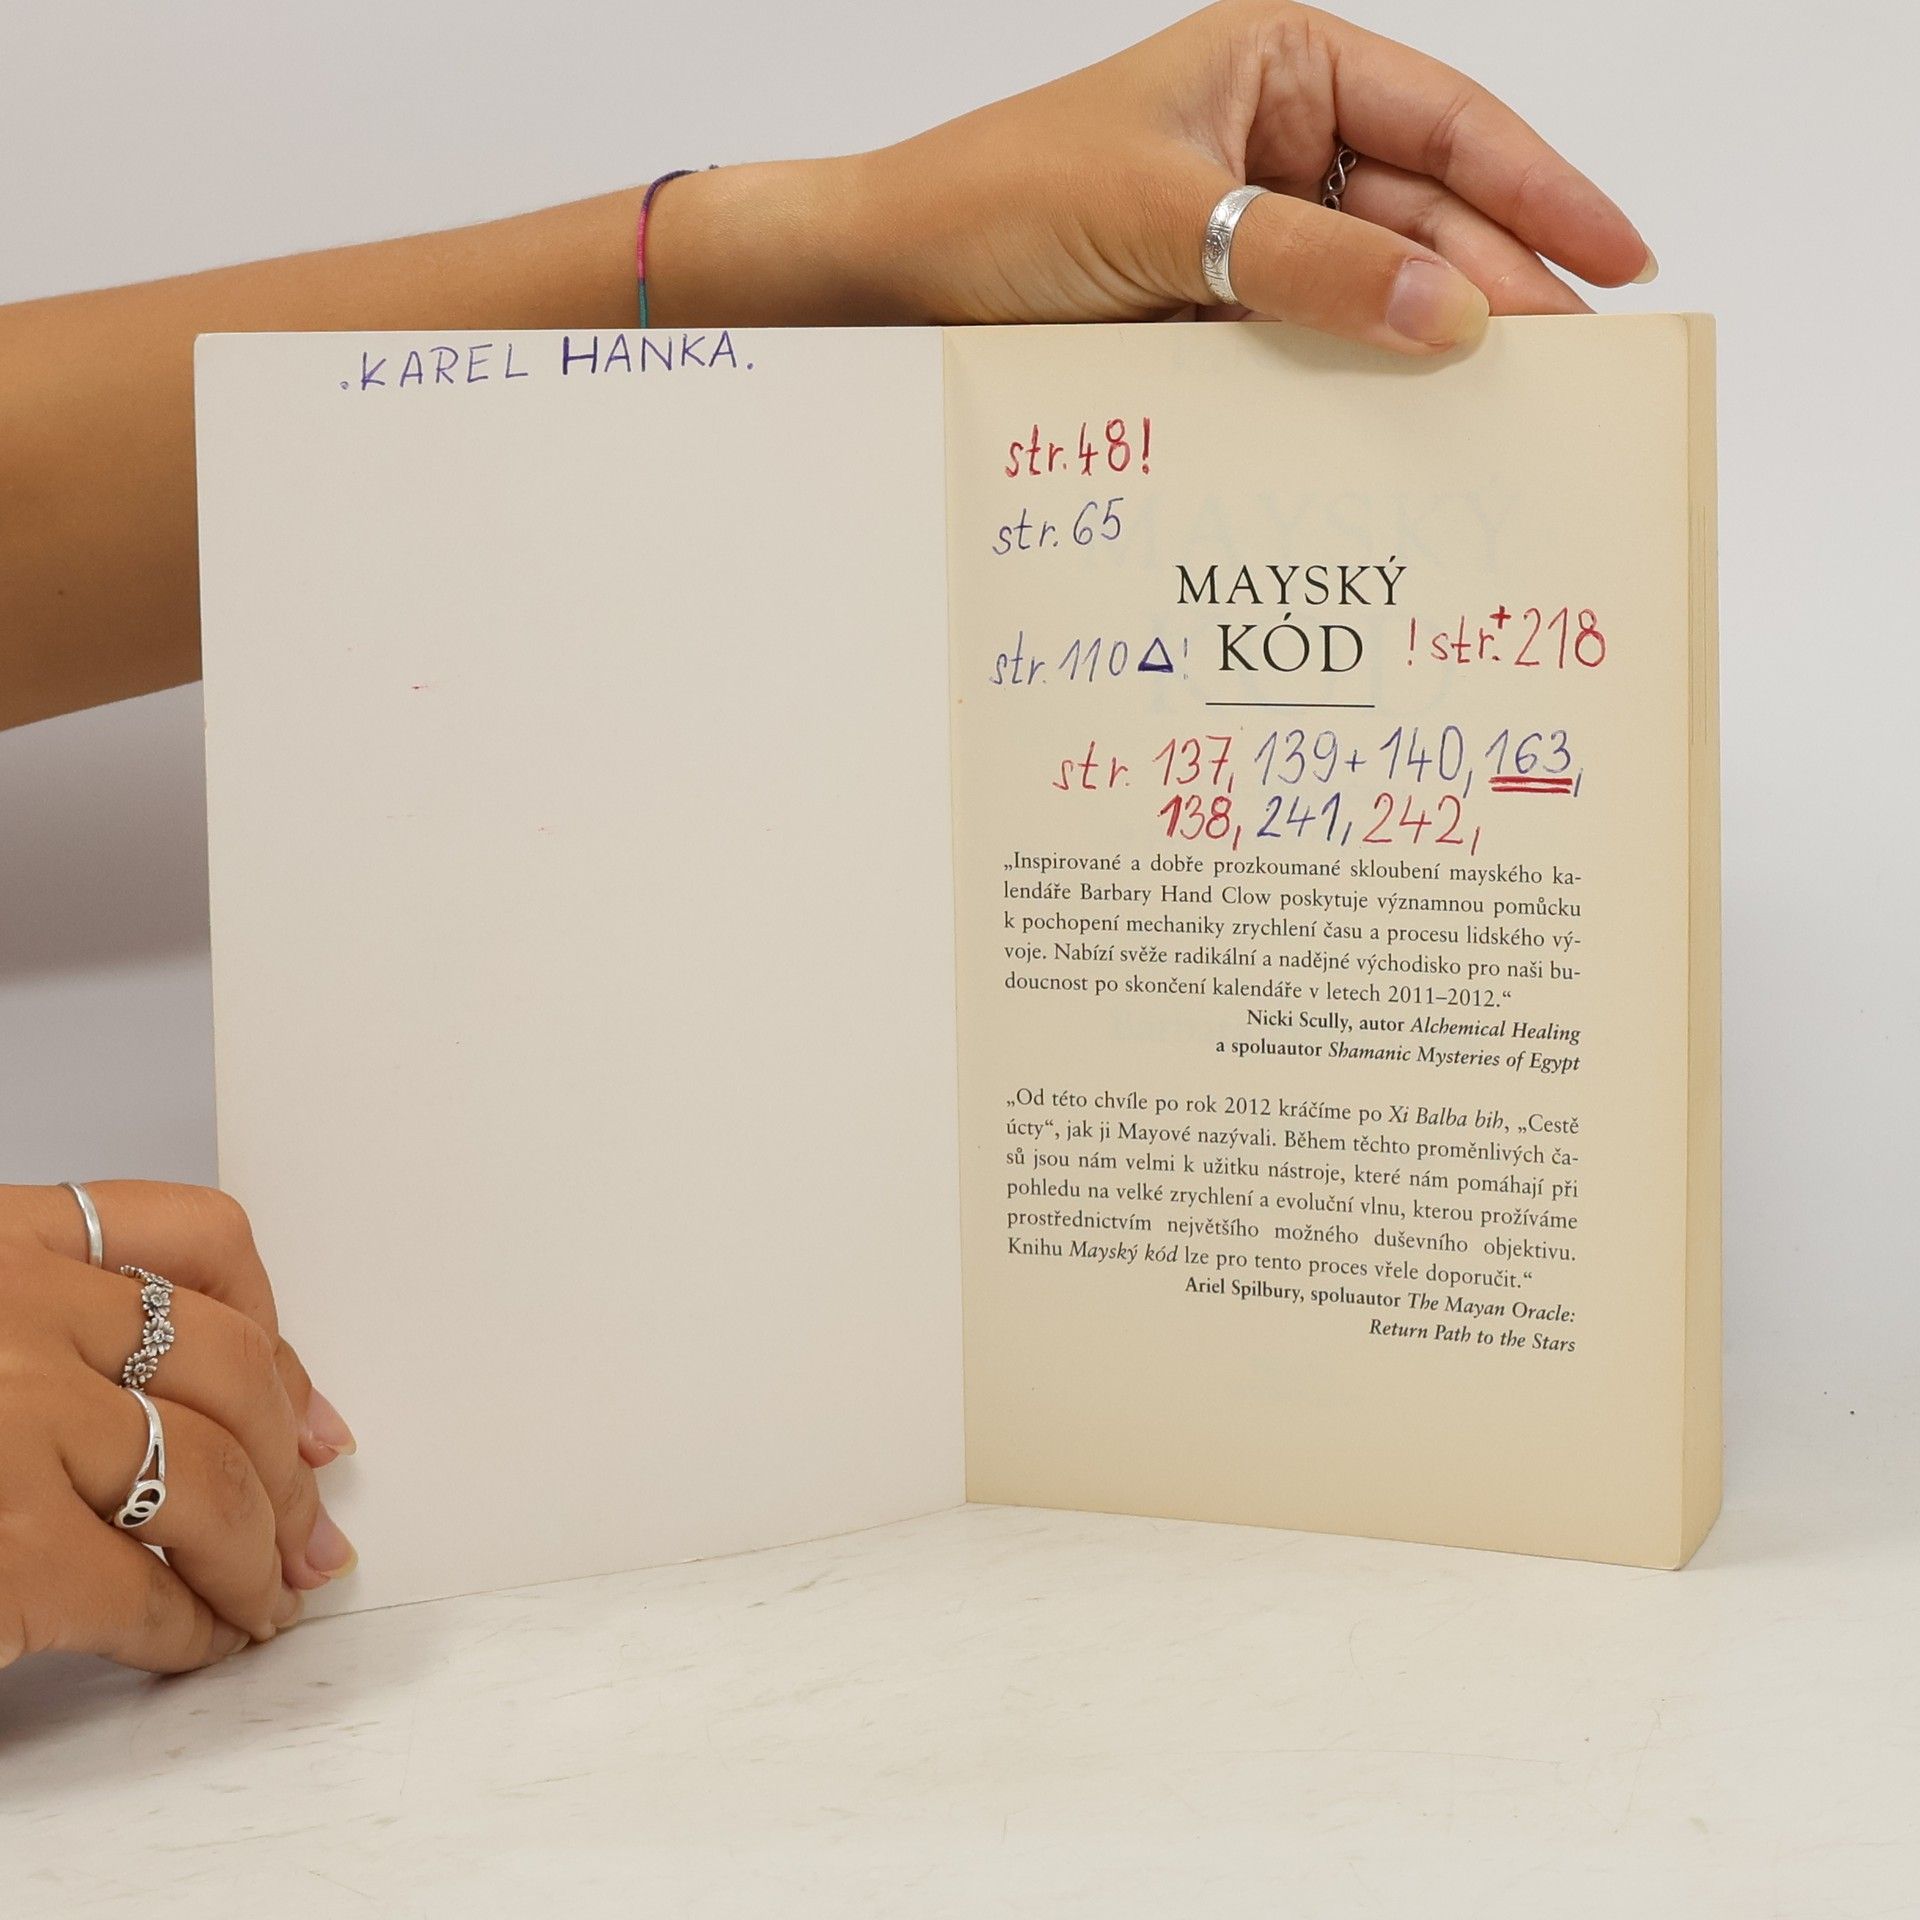 .KAREL HANKA.
str. 48!
str. 65
MAYSKÝ
str. 110 Δ! KÓD ! str.+ 218
str. 137, 139+140, 163,
138, 241, 242,
„Inspirované a dobře prozkoumané skloubení mayského ka-
lendáře Barbary Hand Clow poskytuje významnou pomůcku
k pochopení mechaniky zrychlení času a procesu lidského vý-
voje. Nabízí svěže radikální a nadějné východisko pro naši bu-
doucnost po skončení kalendáře v letech 2011–2012.“
Nicki Scully, autor Alchemical Healing
a spoluautor Shamanic Mysteries of Egypt
„Od této chvíle po rok 2012 kráčíme po Xi Balba bih, „Cestě
úcty“, jak ji Mayové nazývali. Během těchto proměnlivých ča-
sů jsou nám velmi k užitku nástroje, které nám pomáhají při
pohledu na velké zrychlení a evoluční vlnu, kterou prožíváme
prostřednictvím největšího možného duševního objektivu.
Knihu Mayský kód lze pro tento proces vřele doporučit.“
Ariel Spilbury, spoluautor The Mayan Oracle:
Return Path to the Stars